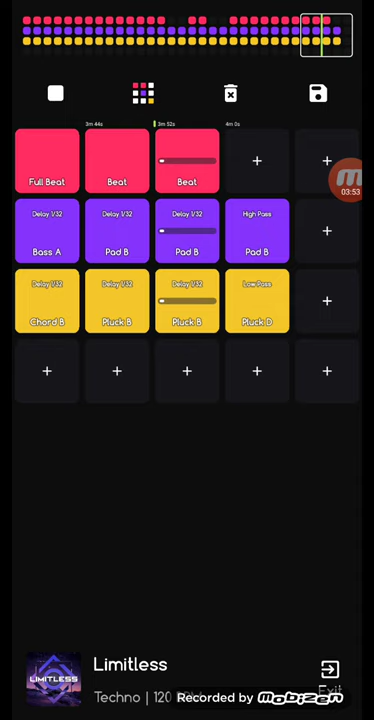 3m 44s 3m 52s 4m 0s
Full Beat Beat Beat
03:53
Delay 1/32 Delay 1/32 Delay 1/32 High Pass
Bass A Pad B Pad B Pad B
Delay 1/32 Delay 1/32 Delay 1/32 Low Pass
Chord B Pluck B Pluck B Pluck D
LIMITLESS
Limitless
Techno | 120
Exit
Recorded by mobizen